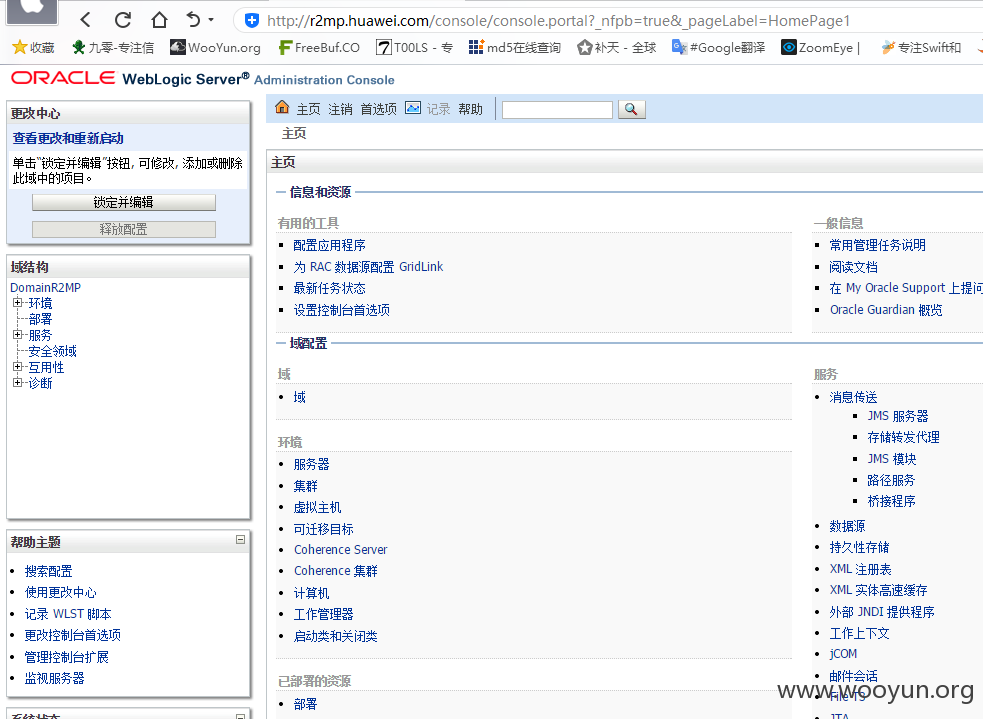 http://r2mp.huawei.com/console/console.portal?_nfpb=true&_pageLabel=HomePage1
收藏 九零-专注信 WooYun.org FreeBuf.CO T00LS - 专 md5在线查询 补天 - 全球 #Google翻译 ZoomEye | 专注Swift和
ORACLE WebLogic Server® Administration Console
更改中心
查看更改和重新启动
单击"锁定并编辑"按钮, 可修改, 添加或删除
此域中的项目。
锁定并编辑
释放配置
域结构
DomainR2MP
环境
部署
服务
安全领域
互用性
诊断
帮助主题
搜索配置
使用更改中心
记录 WLST 脚本
更改控制台首选项
管理控制台扩展
监视服务器
系统状态
主页 注销 首选项 记录 帮助
主页
主页
信息和资源
有用的工具
配置应用程序
为 RAC 数据源配置 GridLink
最新任务状态
设置控制台首选项
一般信息
常用管理任务说明
阅读文档
在 My Oracle Support 上提问
Oracle Guardian 概览
域配置
域
域
环境
服务器
集群
虚拟主机
可迁移目标
Coherence Server
Coherence 集群
计算机
工作管理器
启动类和关闭类
已部署的资源
部署
服务
消息传送
JMS 服务器
存储转发代理
JMS 模块
路径服务
桥接程序
数据源
持久性存储
XML 注册表
XML 实体高速缓存
外部 JNDI 提供程序
工作上下文
jCOM
邮件会话
FileT3
JTA
www.wooyun.org